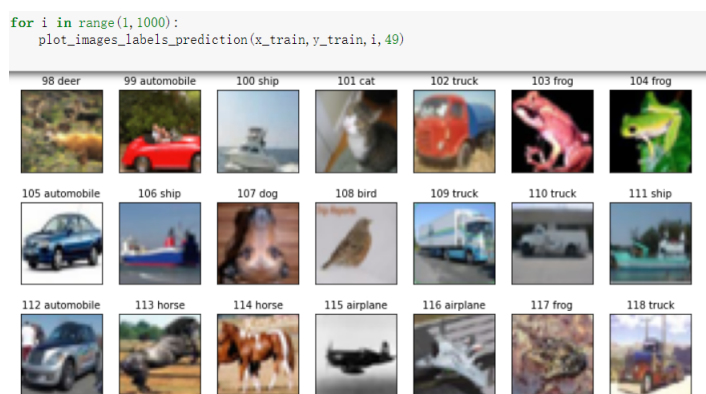 for i in range(1,1000):
    plot_images_labels_prediction(x_train,y_train,i,49)
98 deer 99 automobile 100 ship 101 cat 102 truck 103 frog 104 frog
105 automobile 106 ship 107 dog 108 bird 109 truck 110 truck 111 ship
112 automobile 113 horse 114 horse 115 airplane 116 airplane 117 frog 118 truck